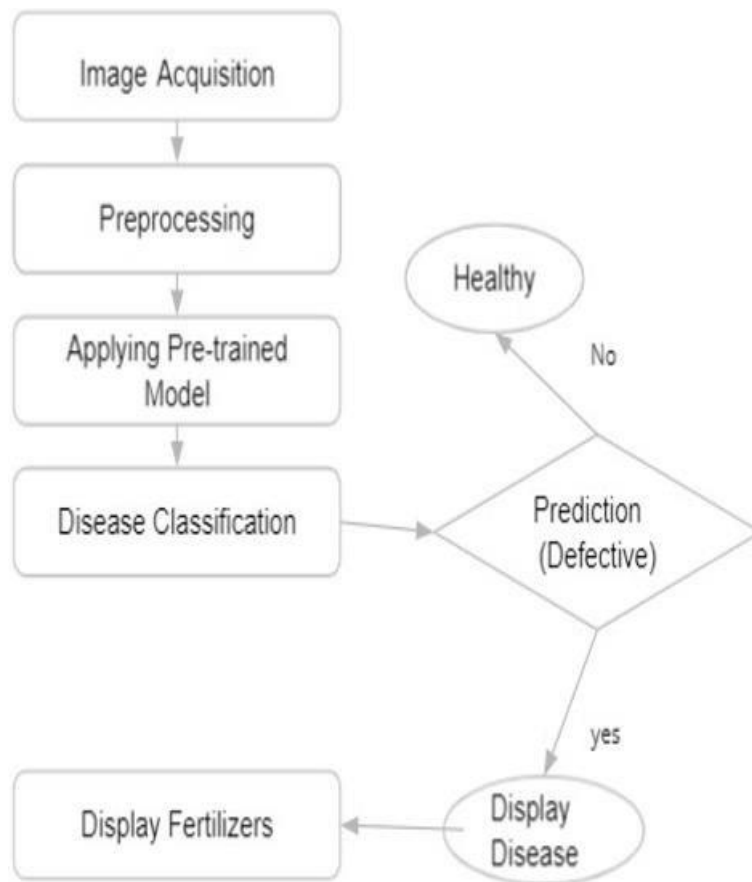 Image Acquisition
Preprocessing
Healthy
Applying Pre-trained
Model
No
Disease Classification
Prediction
(Defective)
yes
Display Fertilizers
Display
Disease